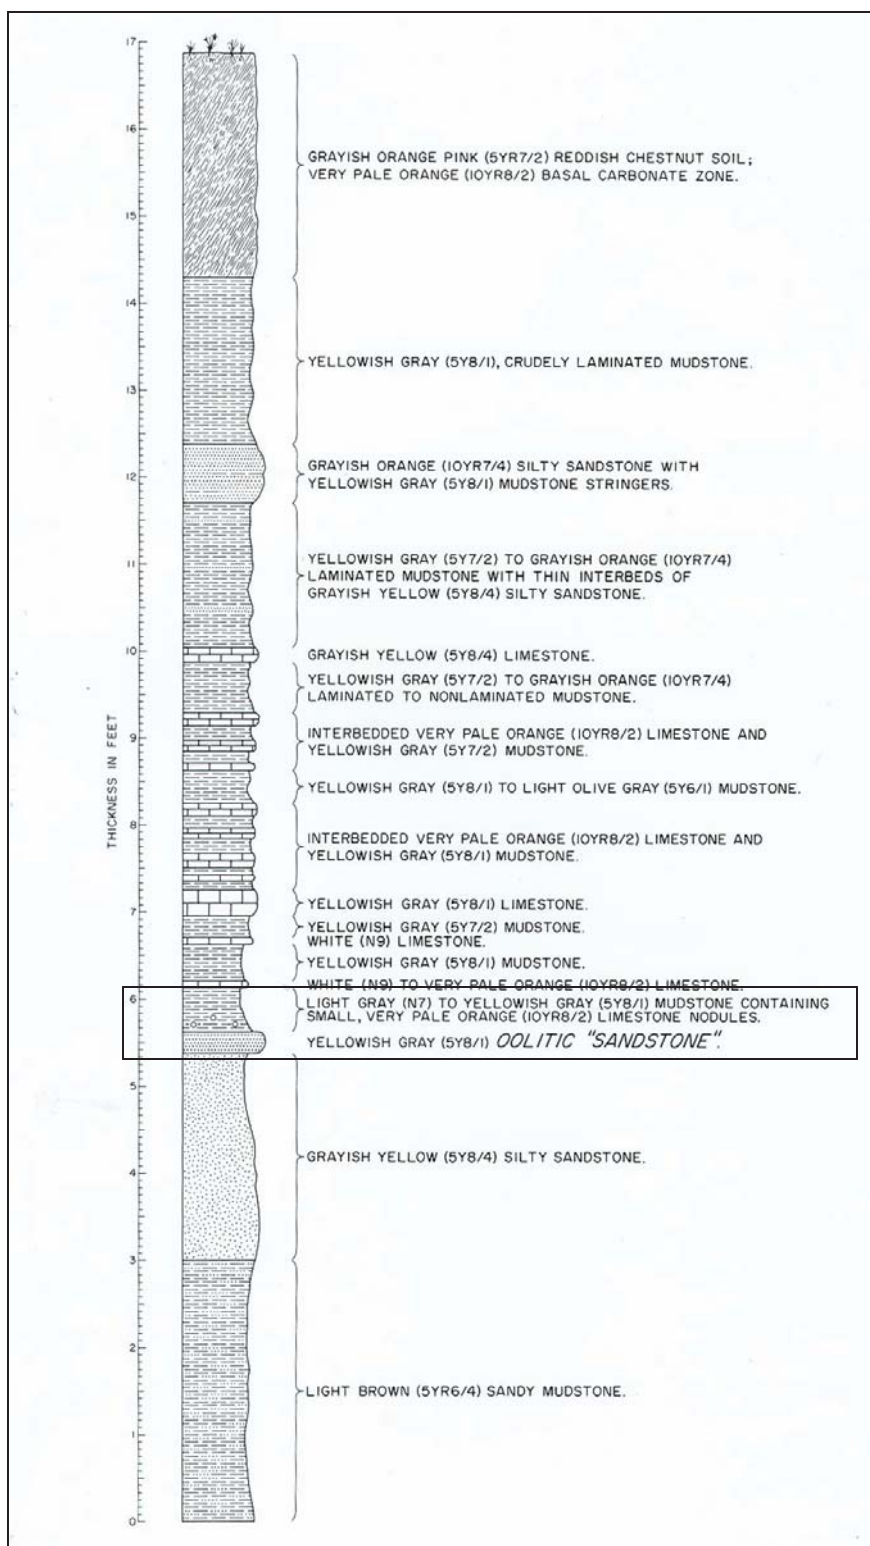 17
GRAYISH ORANGE PINK (5YR7/2) REDDISH CHESTNUT SOIL;
VERY PALE ORANGE (10YR8/2) BASAL CARBONATE ZONE.
16
15
14
YELLOWISH GRAY (5Y8/1), CRUDELY LAMINATED MUDSTONE.
13
GRAYISH ORANGE (10YR7/4) SILTY SANDSTONE WITH
YELLOWISH GRAY (5Y8/1) MUDSTONE STRINGERS.
12
YELLOWISH GRAY (5Y7/2) TO GRAYISH ORANGE (10YR7/4)
LAMINATED MUDSTONE WITH THIN INTERBEDS OF
GRAYISH YELLOW (5Y8/4) SILTY SANDSTONE.
11
10
GRAYISH YELLOW (5Y8/4) LIMESTONE.
YELLOWISH GRAY (5Y7/2) TO GRAYISH ORANGE (10YR7/4)
LAMINATED TO NONLAMINATED MUDSTONE.
INTERBEDDED VERY PALE ORANGE (10YR8/2) LIMESTONE AND
YELLOWISH GRAY (5Y7/2) MUDSTONE.
9
THICKNESS IN FEET
YELLOWISH GRAY (5Y8/1) TO LIGHT OLIVE GRAY (5Y6/1) MUDSTONE.
8
INTERBEDDED VERY PALE ORANGE (10YR8/2) LIMESTONE AND
YELLOWISH GRAY (5Y8/1) MUDSTONE.
YELLOWISH GRAY (5Y8/1) LIMESTONE.
7
YELLOWISH GRAY (5Y7/2) MUDSTONE.
WHITE (N9) LIMESTONE.
YELLOWISH GRAY (5Y8/1) MUDSTONE.
WHITE (N9) TO VERY PALE ORANGE (10YR8/2) LIMESTONE.
6
LIGHT GRAY (N7) TO YELLOWISH GRAY (5Y8/1) MUDSTONE CONTAINING
SMALL, VERY PALE ORANGE (10YR8/2) LIMESTONE NODULES.
YELLOWISH GRAY (5Y8/1) OOLITIC "SANDSTONE".
5
GRAYISH YELLOW (5Y8/4) SILTY SANDSTONE.
4
3
2
LIGHT BROWN (5YR6/4) SANDY MUDSTONE.
1
0